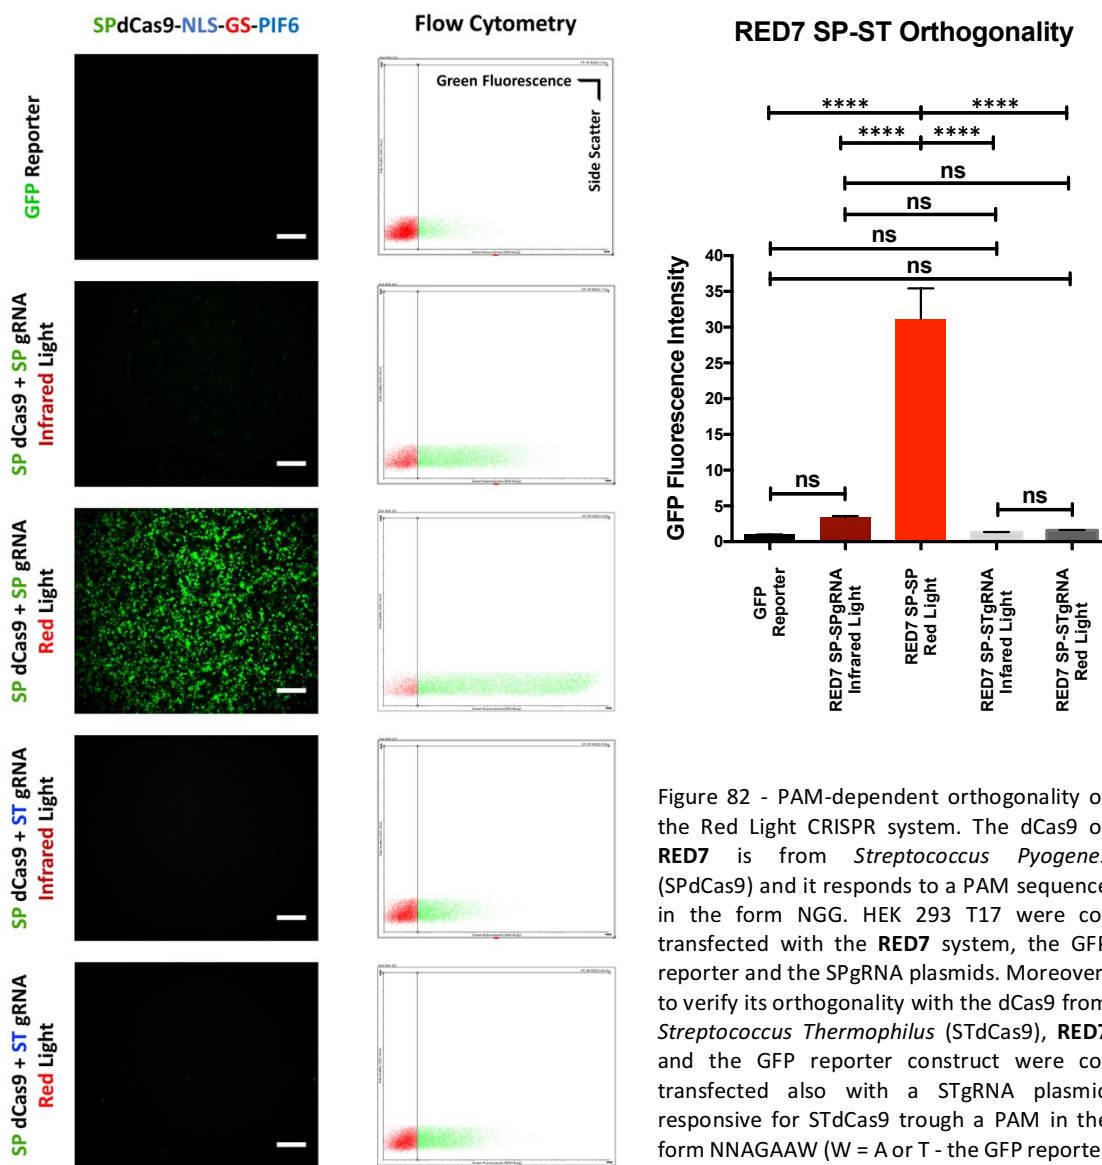 SPdCas9-NLS-GS-PIF6
Flow Cytometry
RED7 SP-ST Orthogonality
GFP Reporter
Green Fluorescence
Side Scatter
SP dCas9 + SP gRNA
Infrared Light
SP dCas9 + SP gRNA
Red Light
SP dCas9 + ST gRNA
Infrared Light
SP dCas9 + ST gRNA
Red Light
**** ****
**** ****
ns
ns
ns
ns
GFP Fluorescence Intensity
40
35
30
25
20
15
10
5
0
ns
ns
GFP
Reporter
RED7 SP-SPgRNA
Infrared Light
RED7 SP-SP
Red Light
RED7 SP-STgRNA
Infared Light
RED7 SP-STgRNA
Red Light
Figure 82 - PAM-dependent orthogonality o
the Red Light CRISPR system. The dCas9 o
RED7 is from Streptococcus Pyogene
(SPdCas9) and it responds to a PAM sequence
in the form NGG. HEK 293 T17 were co
transfected with the RED7 system, the GFP
reporter and the SPgRNA plasmids. Moreover
to verify its orthogonality with the dCas9 from
Streptococcus Thermophilus (STdCas9), RED7
and the GFP reporter construct were co
transfected also with a STgRNA plasmid
responsive for STdCas9 trough a PAM in the
form NNAGAAW (W = A or T - the GFP reporte